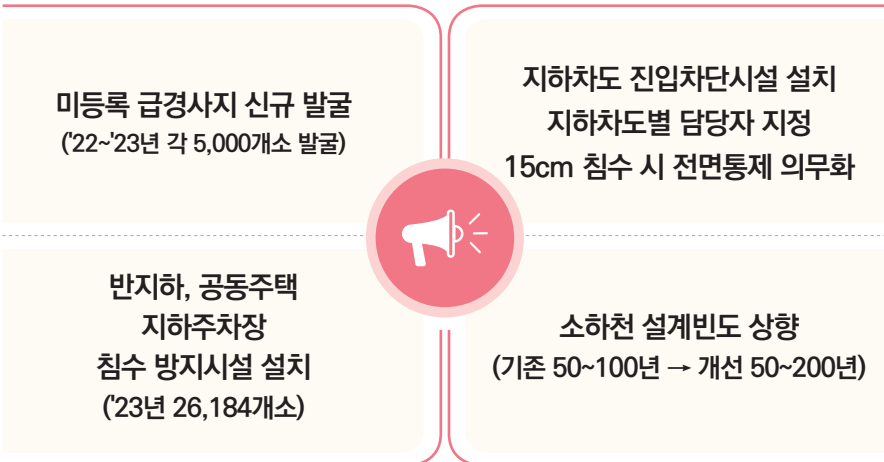 미등록 급경사지 신규 발굴
('22~'23년 각 5,000개소 발굴)
지하차도 진입차단시설 설치
지하차도별 담당자 지정
15cm 침수 시 전면통제 의무화
반지하, 공동주택
지하주차장
침수 방지시설 설치
('23년 26,184개소)
소하천 설계빈도 상향
(기존 50~100년 → 개선 50~200년)